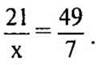 21/x = 49/7.